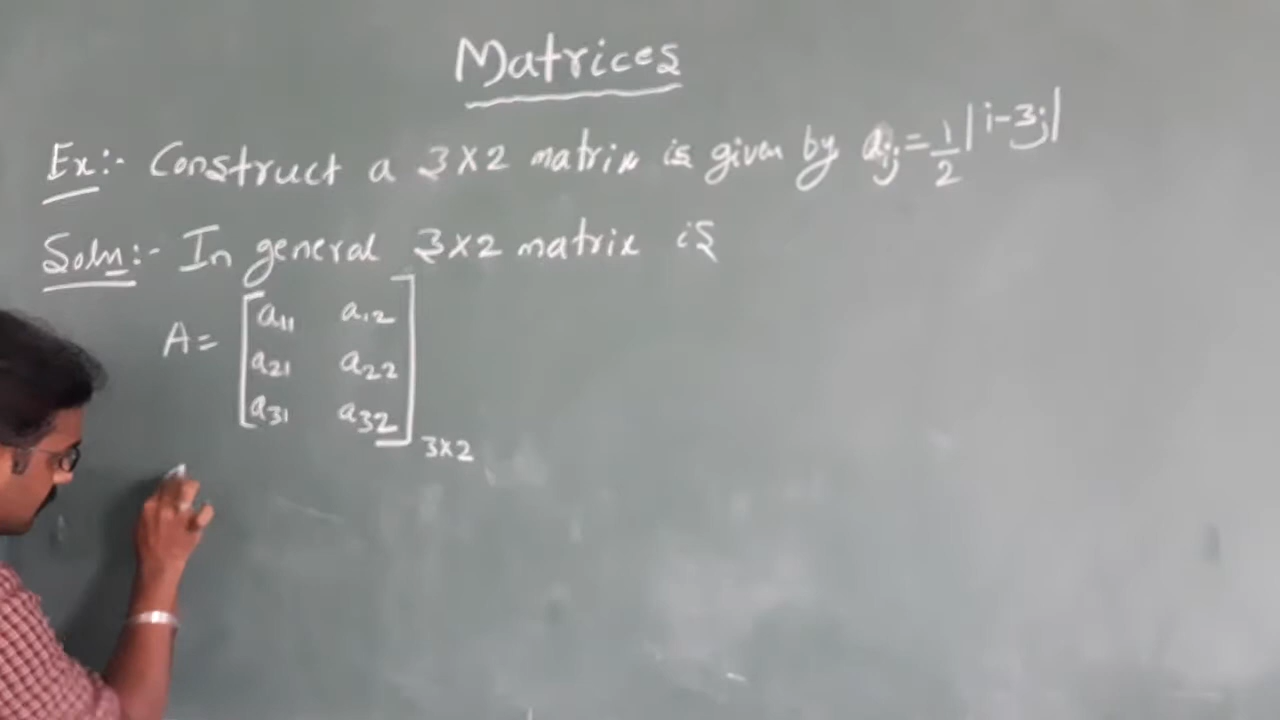 Matrices
Ex:- Construct a 3×2 matrix is given by aij = 1/2 |i-3j|
Soln:- In general 3×2 matrix is
A = [a11 a12
a21 a22
a31 a32] 3×2